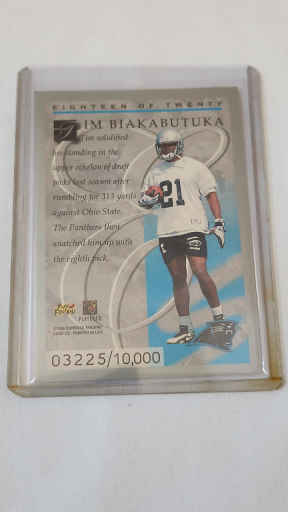 EIGHTEEN OF TWENTY
TIM BIAKABUTUKA
Tim solidified
his standing in the
upper echelon of draft
picks last season after
rambling for 313 yards
against Ohio State.
The Panthers then
snatched him up with
the eighth pick.
21
PLAYERS
03225/10,000